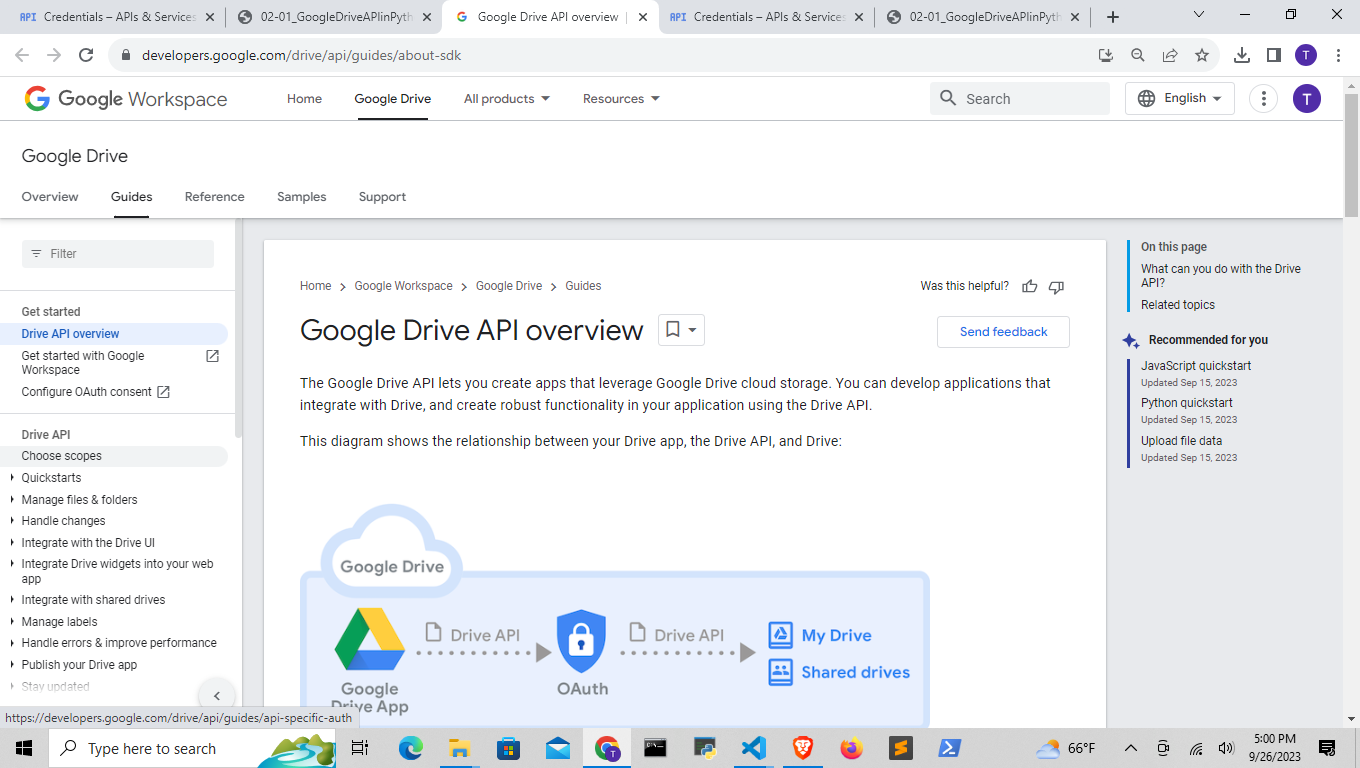 API Credentials – APIs & Services
02-01_GoogleDriveAPIinPyth
Google Drive API overview
API Credentials – APIs & Services
02-01_GoogleDriveAPIinPyth
developers.google.com/drive/api/guides/about-sdk
T
Google Workspace
Home
Google Drive
All products
Resources
Search
English
T
Google Drive
Overview
Guides
Reference
Samples
Support
Filter
Get started
Drive API overview
Get started with Google
Workspace
Configure OAuth consent
Drive API
Choose scopes
Quickstarts
Manage files & folders
Handle changes
Integrate with the Drive UI
Integrate Drive widgets into your web
app
Integrate with shared drives
Manage labels
Handle errors & improve performance
Publish your Drive app
Stay updated
https://developers.google.com/drive/api/guides/api-specific-auth
Home
Google Workspace
Google Drive
Guides
Was this helpful?
Google Drive API overview
Send feedback
The Google Drive API lets you create apps that leverage Google Drive cloud storage. You can develop applications that
integrate with Drive, and create robust functionality in your application using the Drive API.
This diagram shows the relationship between your Drive app, the Drive API, and Drive:
Google Drive
Drive API
Drive API
My Drive
Shared drives
Google
Drive App
OAuth
On this page
What can you do with the Drive
API?
Related topics
Recommended for you
JavaScript quickstart
Updated Sep 15, 2023
Python quickstart
Updated Sep 15, 2023
Upload file data
Updated Sep 15, 2023
Type here to search
T
66°F
5:00 PM
9/26/2023